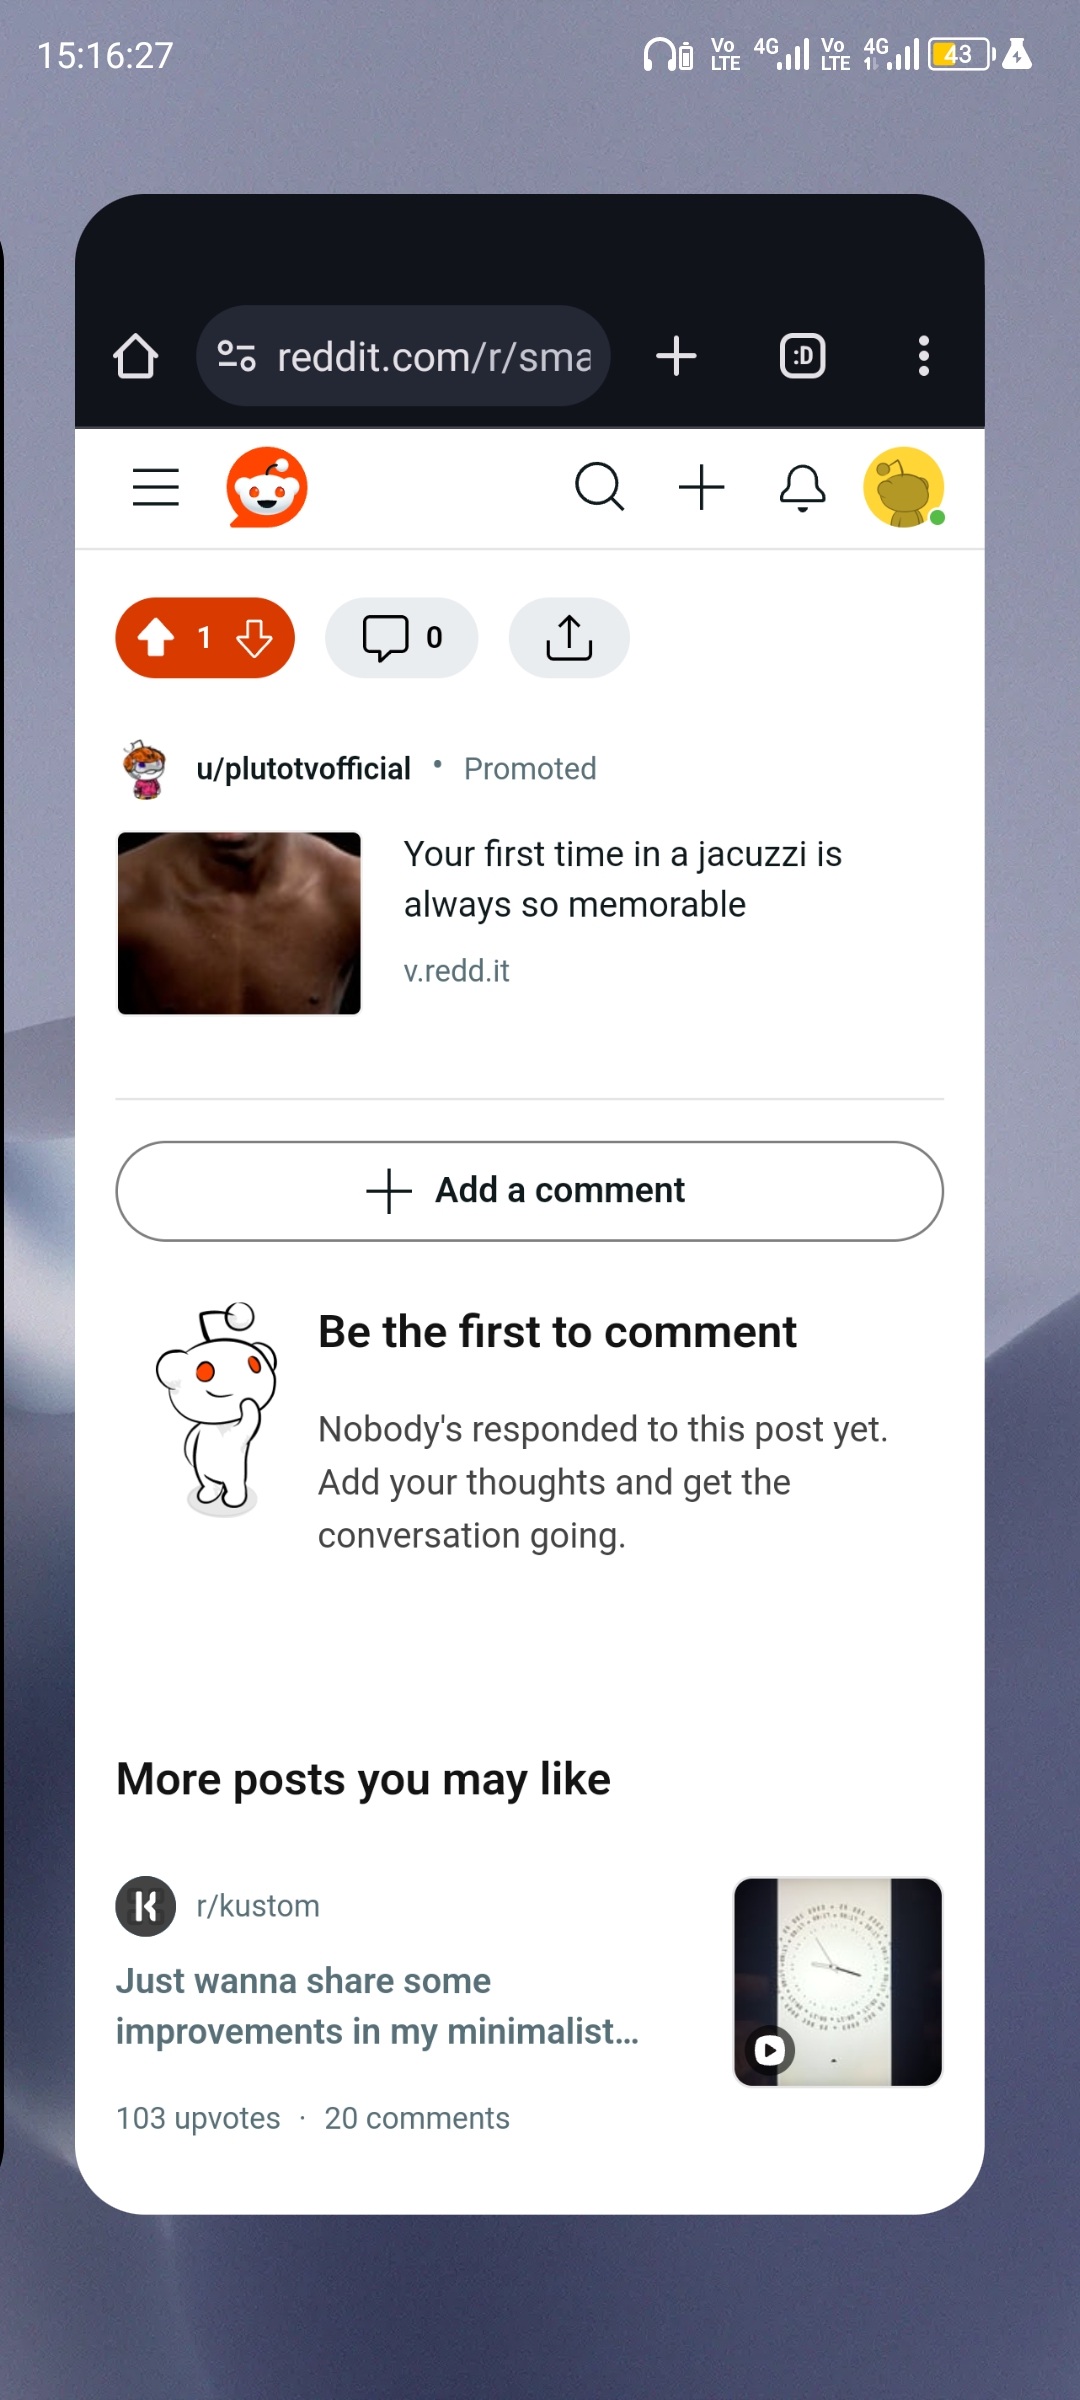 15:16:27
Vo LTE 4G Vo LTE 4G 43
reddit.com/r/sma
:D
1 0
u/plutotvofficial • Promoted
Your first time in a jacuzzi is
always so memorable
v.redd.it
Add a comment
Be the first to comment
Nobody's responded to this post yet.
Add your thoughts and get the
conversation going.
More posts you may like
r/kustom
Just wanna share some
improvements in my minimalist...
103 upvotes · 20 comments